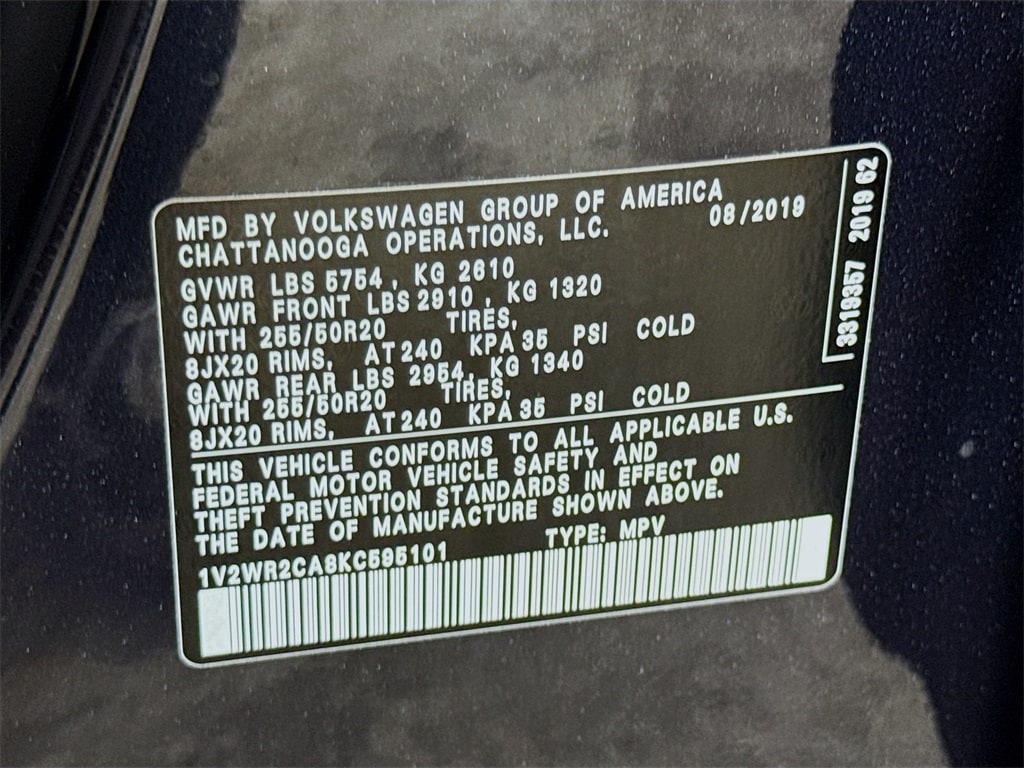 MFD BY VOLKSWAGEN GROUP OF AMERICA
CHATTANOOGA OPERATIONS, LLC. 08/2019
GVWR LBS 5754 , KG 2610
GAWR FRONT LBS 2910 , KG 1320
WITH 255/50R20 TIRES,
8JX20 RIMS, AT 240 KPA 35 PSI COLD
GAWR REAR LBS 2954, KG 1340
WITH 255/50R20 TIRES,
8JX20 RIMS, AT 240 KPA 35 PSI COLD
THIS VEHICLE CONFORMS TO ALL APPLICABLE U.S.
FEDERAL MOTOR VEHICLE SAFETY AND
THEFT PREVENTION STANDARDS IN EFFECT ON
THE DATE OF MANUFACTURE SHOWN ABOVE.
1V2WR2CA8KC595101 TYPE: MPV
3319357 2019 62